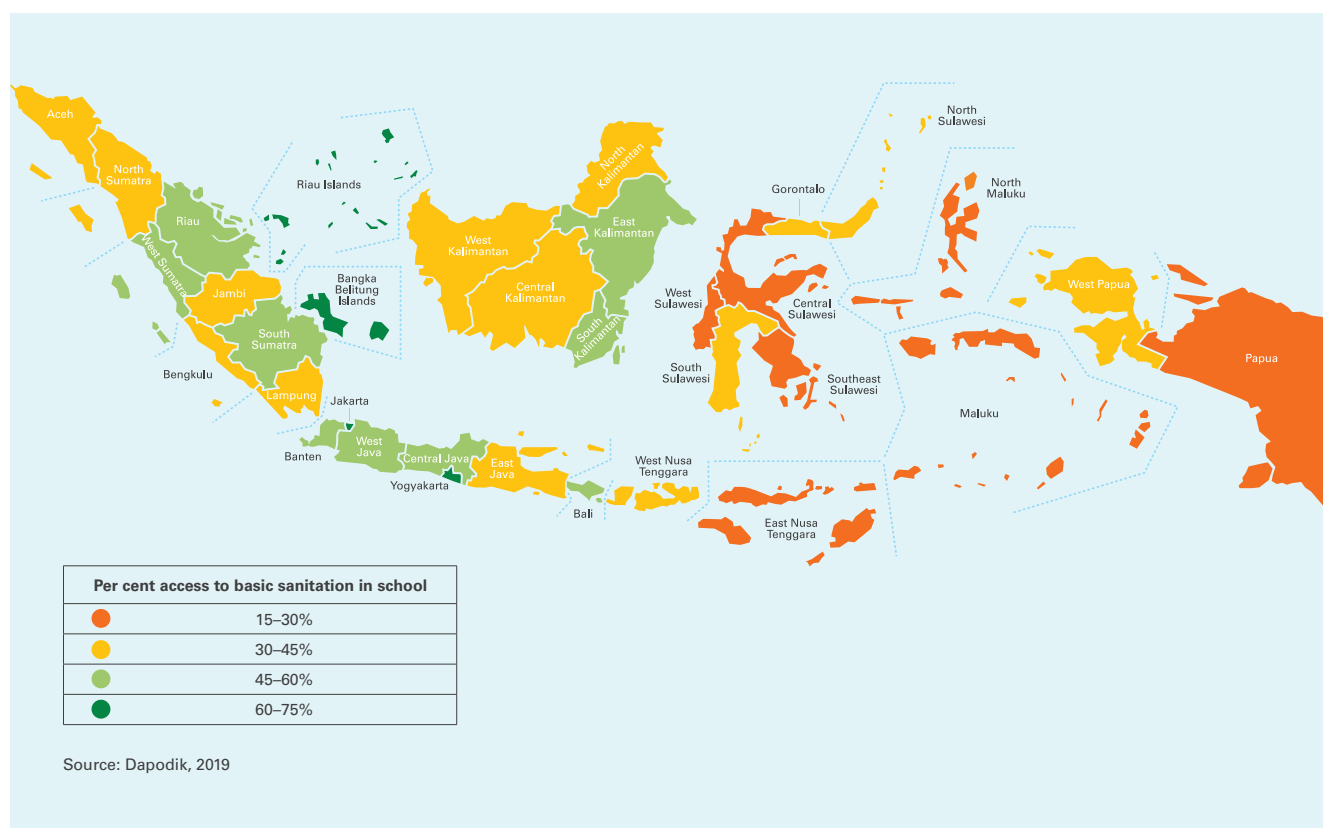 Aceh
North
Sumatra
Riau
West Sumatra
Riau Islands
Jambi
Bangka
Belitung
Islands
South
Sumatra
Bengkulu
Lampung
Jakarta
Banten
West
Java
Central Java
Yogyakarta
East
Java
Bali
West Nusa
Tenggara
East Nusa
Tenggara
North
Kalimantan
West
Kalimantan
Central
Kalimantan
East
Kalimantan
South
Kalimantan
Gorontalo
North
Sulawesi
West
Sulawesi
Central
Sulawesi
South
Sulawesi
Southeast
Sulawesi
North
Maluku
Maluku
West Papua
Papua
Per cent access to basic sanitation in school
15–30%
30–45%
45–60%
60–75%
Source: Dapodik, 2019